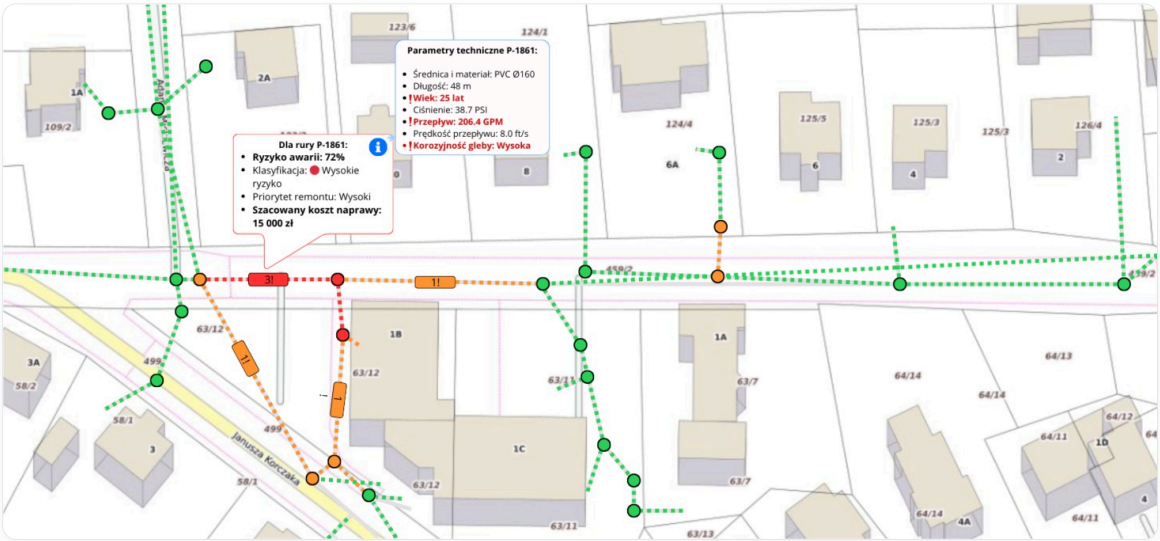 123/6
124/1
Parametry techniczne P-1861:
• Średnica i materiał: PVC Ø160
• Długość: 48 m
• !Wiek: 25 lat
• Ciśnienie: 38.7 PSI
• !Przepływ: 206.4 GPM
• Prędkość przepływu: 8.0 ft/s
• !Korozyjność gleby: Wysoka
2A
1A
109/2
124/4
125/5
125/3
125/3
126/4
6A
6
4
2
8
0
Dla rury P-1861:
• Ryzyko awarii: 72%
• Klasyfikacja: Wysokie
ryzyko
• Priorytet remontu: Wysoki
• Szacowany koszt naprawy:
15 000 zł
3!
1!
459/2
459/2
63/12
1B
1A
3A
499
58/2
1!
63/12
63/11
63/7
64/13
64/14
64/14
1
!
58/1
499
64/12
64/11
1D
3
Janusza Korczaka
1C
58/1
63/12
63/7
4
64/14
4A
64/11
63/11
63/13